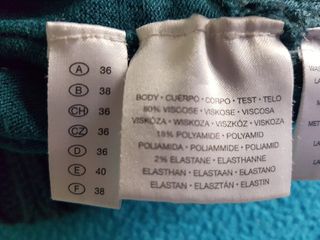 A 36
B 38
CH 36
CZ 36
D 36
E 40
F 38
BODY • CUERPO • CORPO • TEST • TELO
80% VISCOSE • VISKOSE • VISCOSA
VISKOZA • WISKOZA • VISZKÓZ • VISKÓZA
18% POLYAMIDE • POLYAMID
POLIAMIDA • POLIAMMIDE • POLIAMID
2% ELASTANE • ELASTHANNE
ELASTHAN • ELASTAAN • ELASTANO
ELASTAN • ELASZTÁN • ELASTIN